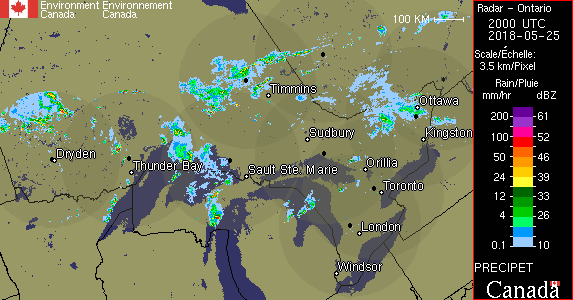 Environment Environnement
Canada Canada
100 KM
Timmins
Ottawa
Sudbury
Kingston
Dryden
Thunder Bay
Sault Ste. Marie
Orillia
Toronto
London
Windsor
Radar - Ontario
2000 UTC
2018-05-25
Scale/Échelle:
3.5 km/Pixel
Rain/Pluie
mm/hr dBZ
200 61
100 52
50 46
24 39
12 33
4 26
0.1 10
PRECIPET
Canada